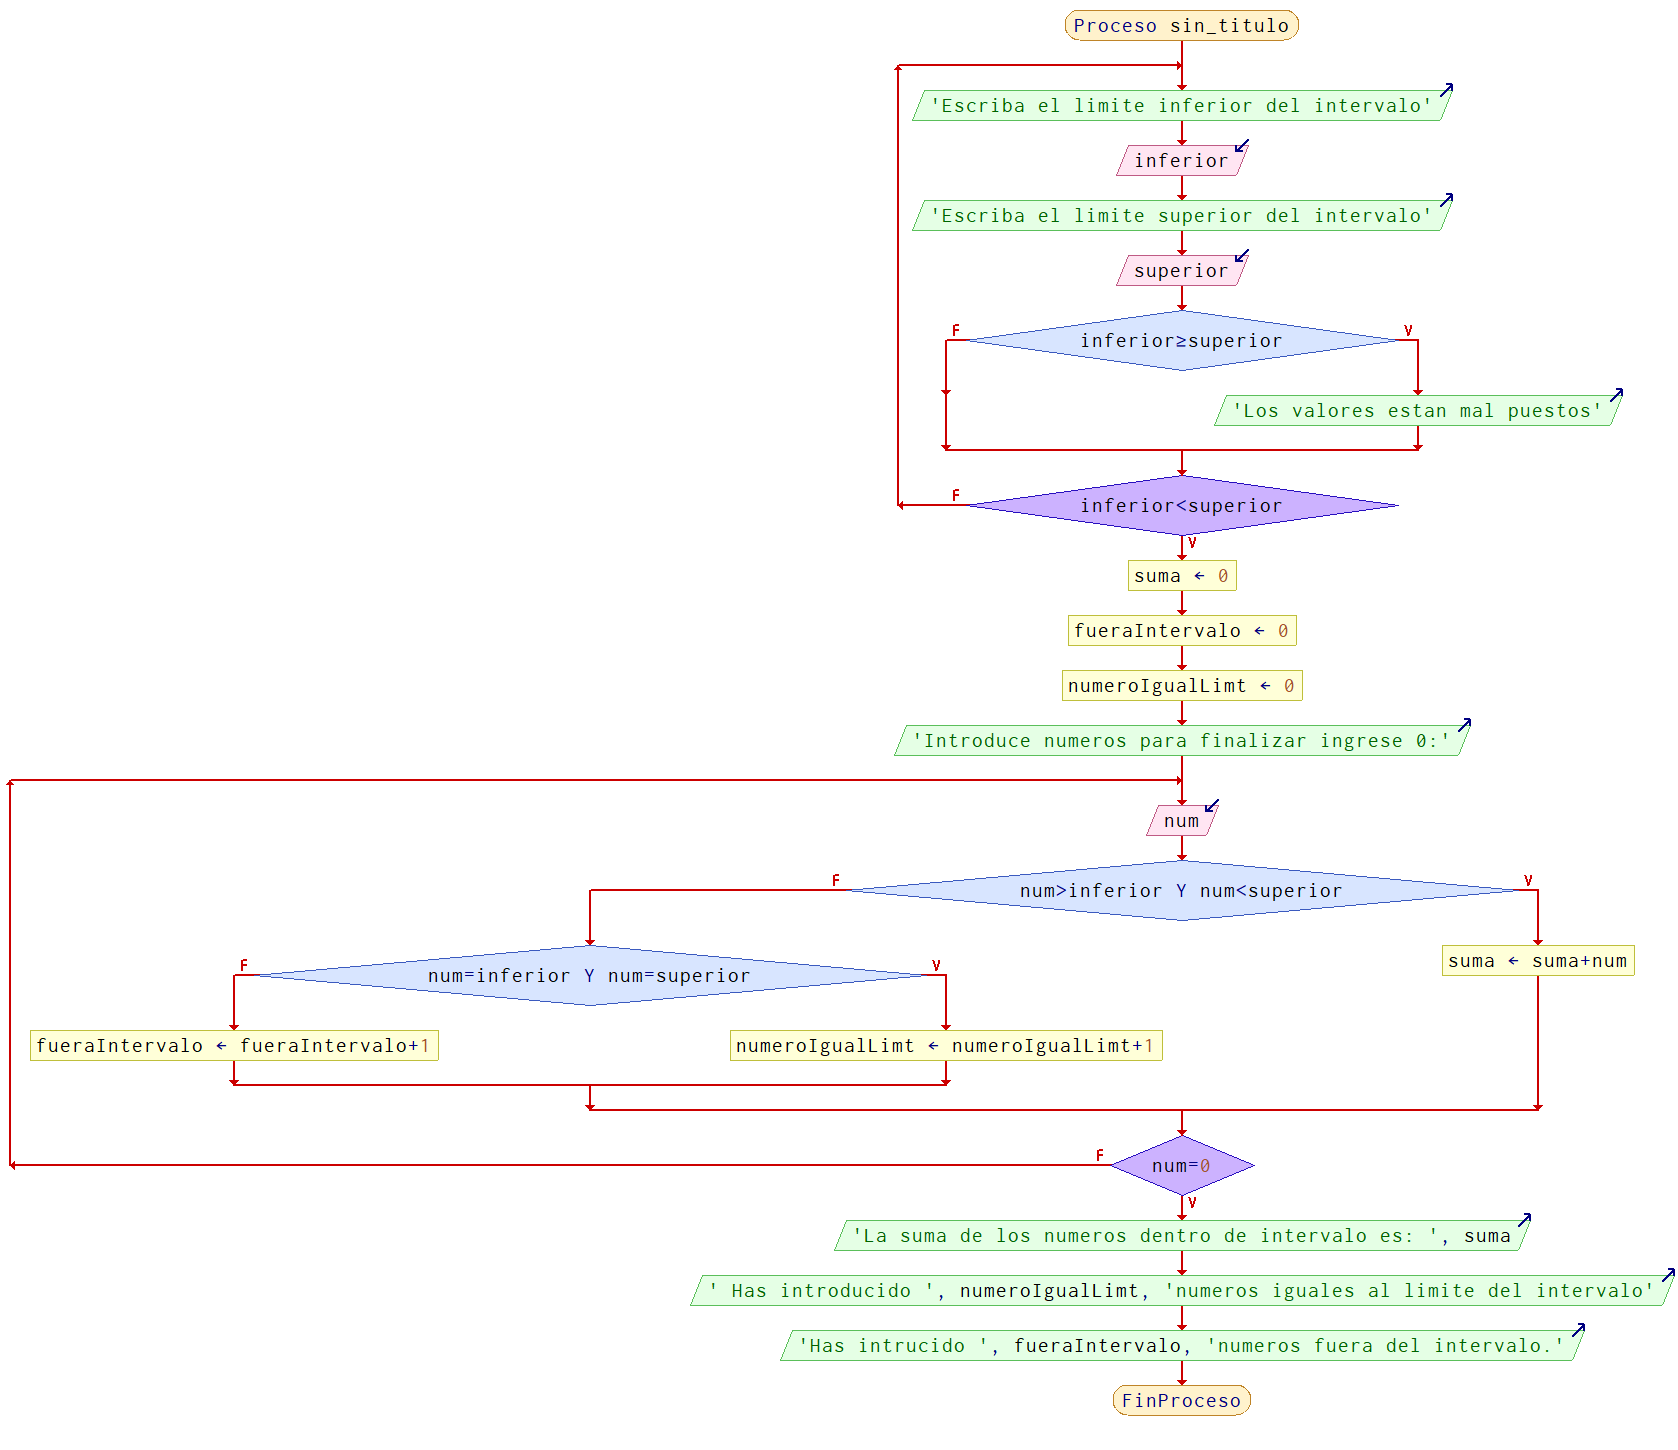 Proceso sin_titulo
'Escriba el limite inferior del intervalo'
inferior
'Escriba el limite superior del intervalo'
superior
F
V
inferior≥superior
'Los valores estan mal puestos'
F
inferior<superior
V
suma ← 0
fueraIntervalo ← 0
numeroIgualLimt ← 0
'Introduce numeros para finalizar ingrese 0:'
num
F
V
num>inferior Y num<superior
suma ← suma+num
F
V
num=inferior Y num=superior
fueraIntervalo ← fueraIntervalo+1
numeroIgualLimt ← numeroIgualLimt+1
F
num=0
V
'La suma de los numeros dentro de intervalo es: ', suma
' Has introducido ', numeroIgualLimt, 'numeros iguales al limite del intervalo'
'Has intrucido ', fueraIntervalo, 'numeros fuera del intervalo.'
FinProceso